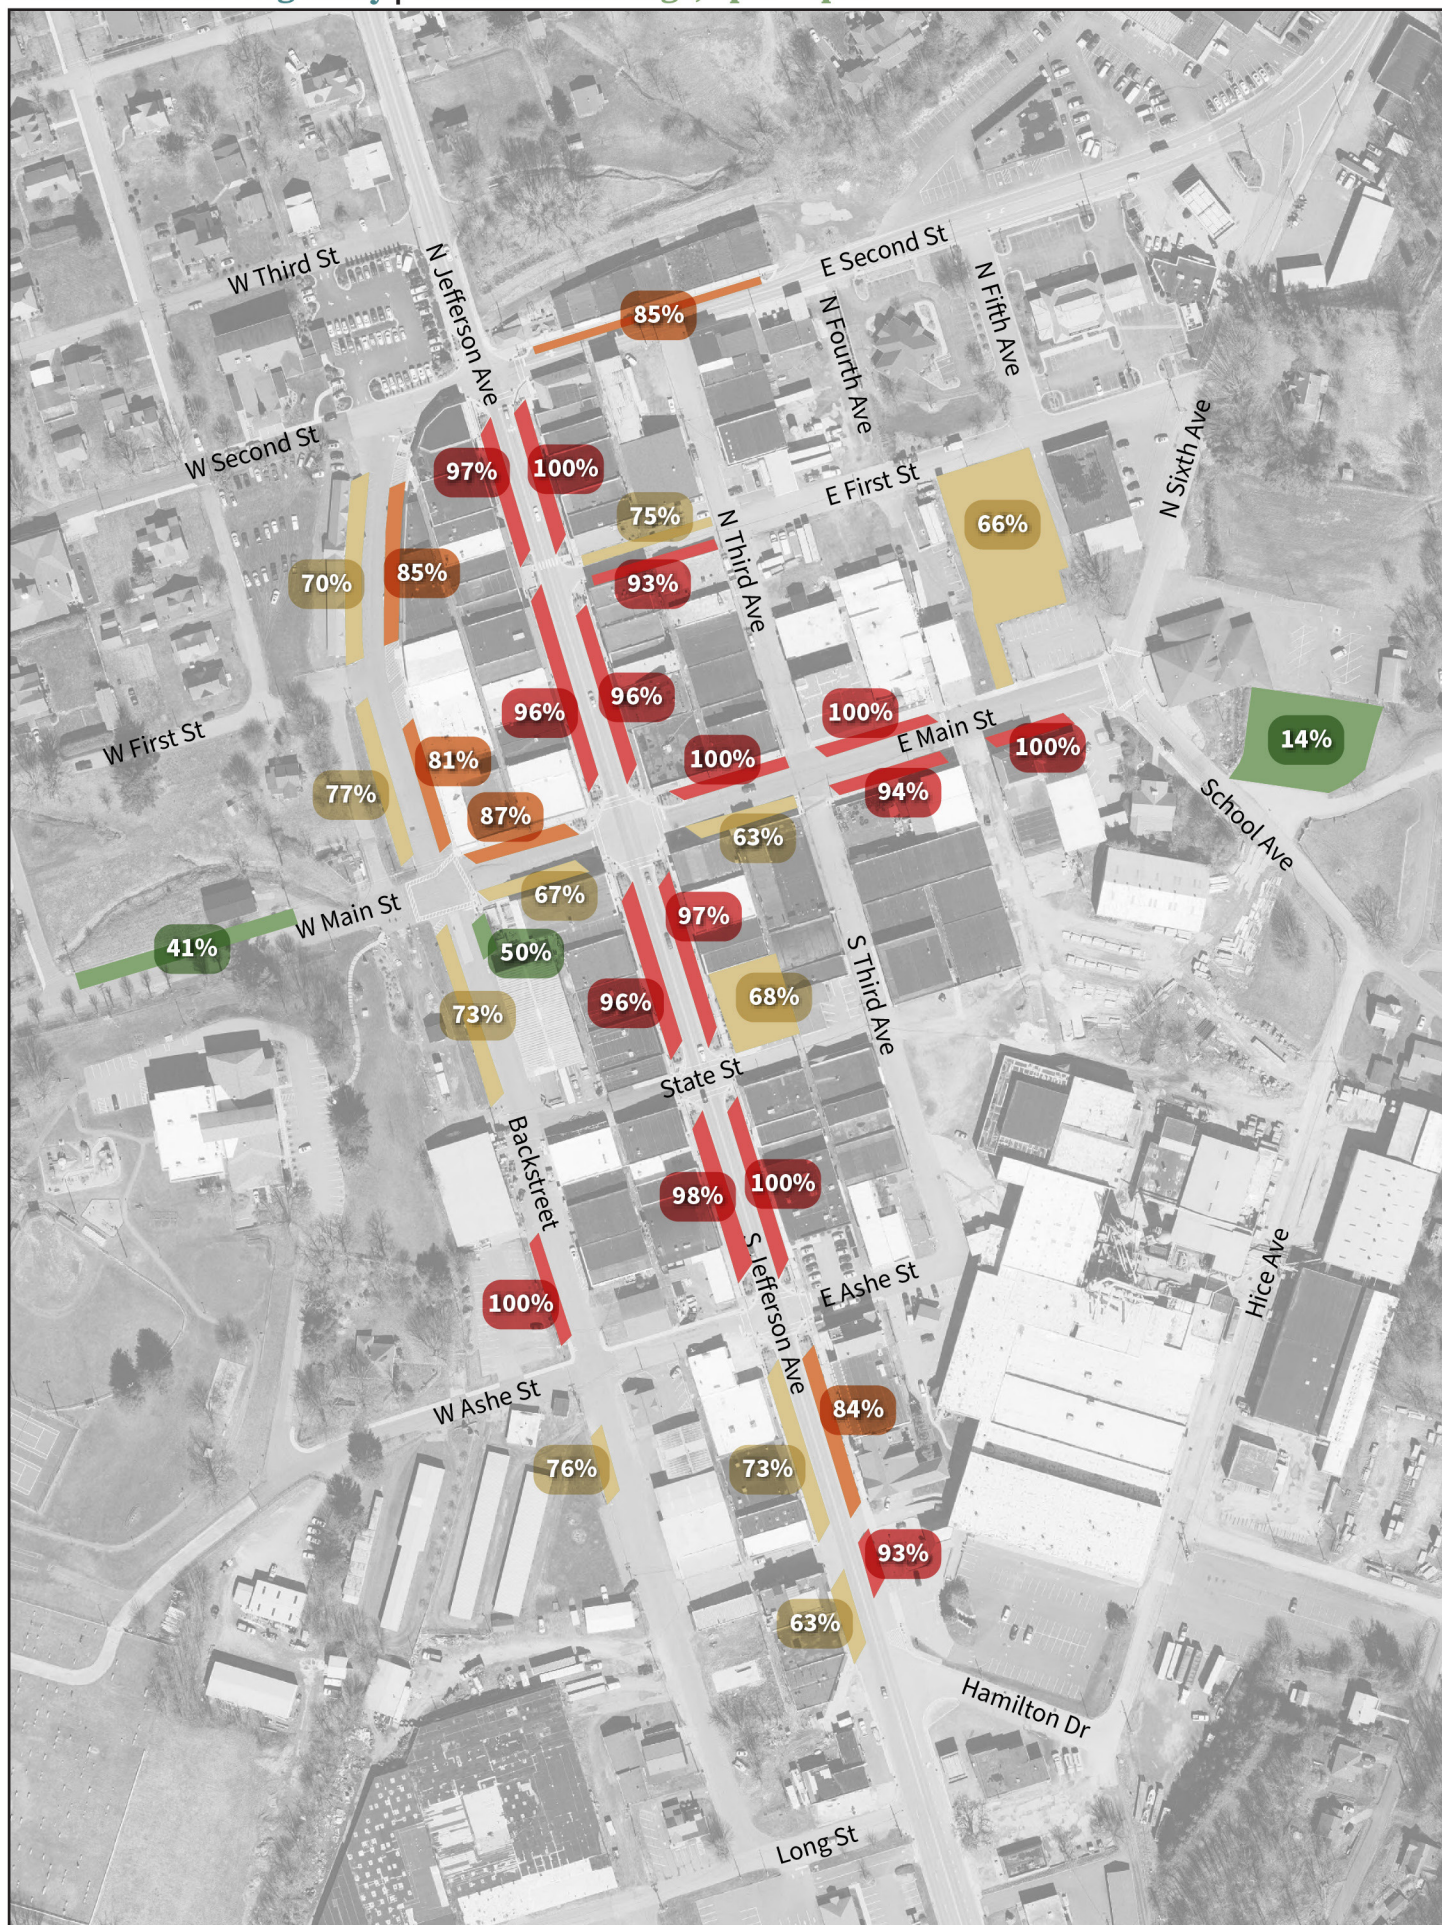 W Third St
N Jefferson Ave
E Second St
85%
N Fourth Ave
N Fifth Ave
W Second St
97%
100%
E First St
N Sixth Ave
75%
66%
N Third Ave
70%
85%
93%
96%
96%
100%
E Main St
100%
14%
W First St
81%
100%
77%
87%
94%
School Ave
63%
67%
W Main St
97%
41%
50%
96%
68%
S Third Ave
73%
State St
Backstreet
98%
100%
S Jefferson Ave
E Ashe St
Hice Ave
100%
W Ashe St
84%
76%
73%
93%
63%
Hamilton Dr
Long St